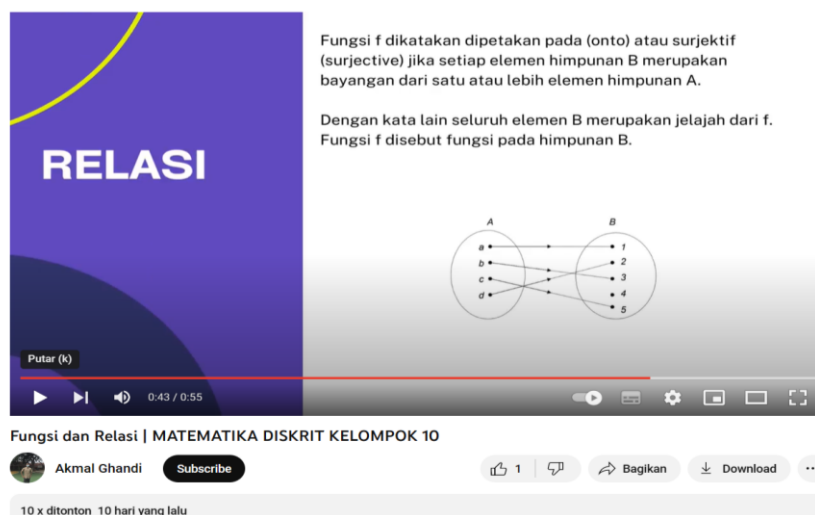 Fungsi f dikatakan dipetakan pada (onto) atau surjektif
(surjective) jika setiap elemen himpunan B merupakan
bayangan dari satu atau lebih elemen himpunan A.
Dengan kata lain seluruh elemen B merupakan jelajah dari f.
Fungsi f disebut fungsi pada himpunan B.
RELASI
A B
a 1
b 2
c 3
d 4
5
Putar (k)
0:43 / 0:55
Fungsi dan Relasi | MATEMATIKA DISKRIT KELOMPOK 10
Akmal Ghandi Subscribe 1 Bagikan Download
10 x ditonton 10 hari yang lalu